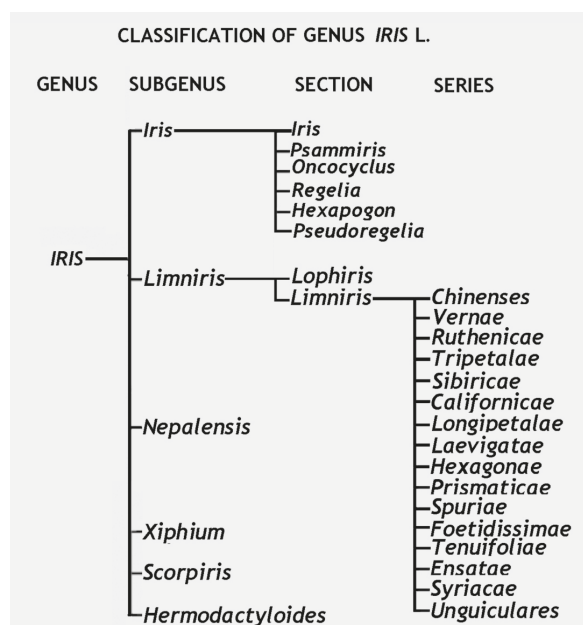 CLASSIFICATION OF GENUS IRIS L.
GENUS SUBGENUS SECTION SERIES
Iris Iris
Psammiris
Oncocyclus
Regelia
Hexapogon
Pseudoregelia
IRIS
Limniris Lophiris
Limniris Chinenses
Vernae
Ruthenicae
Tripetalae
Sibiricae
Californicae
Nepalensis Longipetalae
Laevigatae
Hexagonae
Prismaticae
Spuriae
Xiphium Foetidissimae
Tenuifoliae
Scorpiris Ensatae
Syriacae
Hermodactyloides Unguiculares